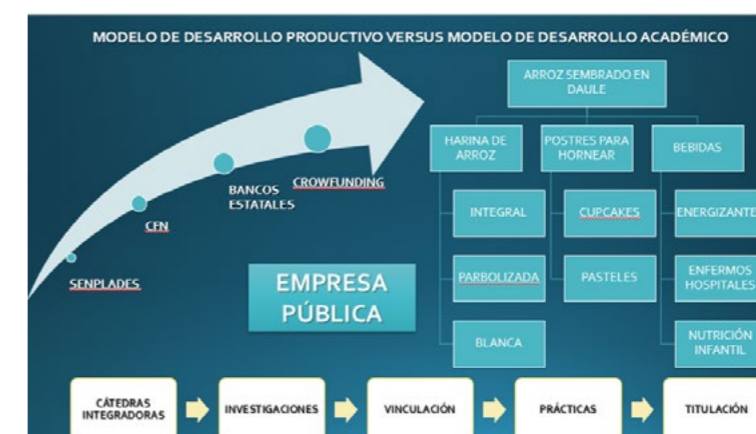 MODELO DE DESARROLLO PRODUCTIVO VERSUS MODELO DE DESARROLLO ACADÉMICO
SENPLADES
CFN
BANCOS
ESTATALES
CROWFUNDING
EMPRESA
PÚBLICA
ARROZ SEMBRADO EN
DAULE
HARINA DE
ARROZ
INTEGRAL
PARBOLIZADA
BLANCA
POSTRES PARA
HORNEAR
CUPCAKES
PASTELES
BEBIDAS
ENERGIZANTE
ENFERMOS
HOSPITALES
NUTRICIÓN
INFANTIL
CÁTEDRAS
INTEGRADORAS
INVESTIGACIONES
VINCULACIÓN
PRÁCTICAS
TITULACIÓN